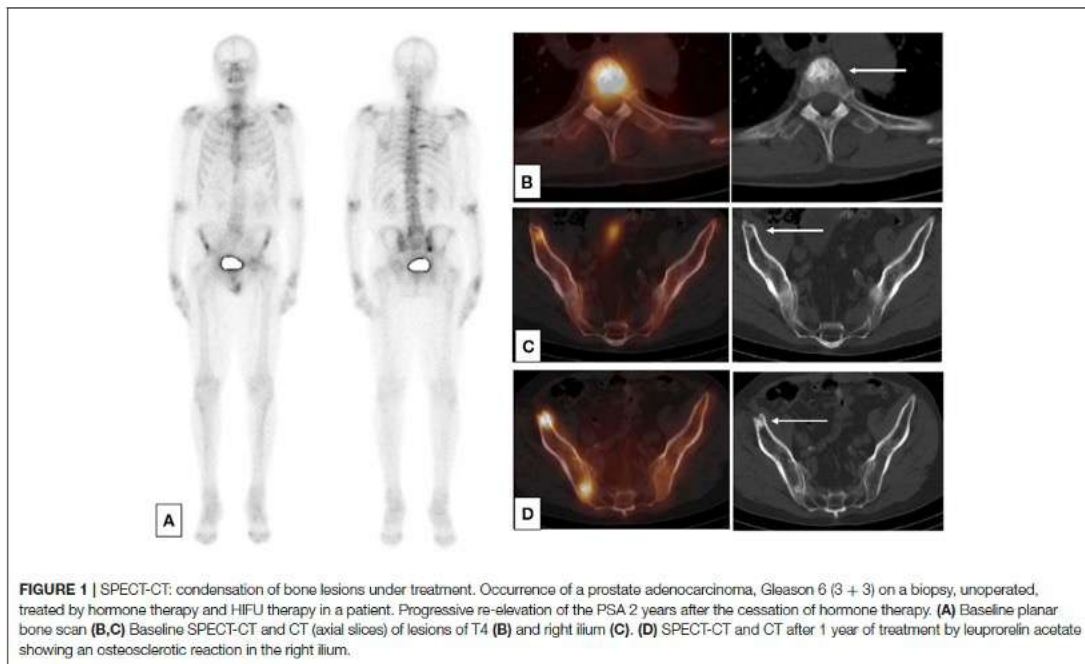 B
C
A
D
FIGURE 1 | SPECT-CT: condensation of bone lesions under treatment. Occurrence of a prostate adenocarcinoma, Gleason 6 (3 + 3) on a biopsy, unoperated,
treated by hormone therapy and HIFU therapy in a patient. Progressive re-elevation of the PSA 2 years after the cessation of hormone therapy. (A) Baseline planar
bone scan (B,C) Baseline SPECT-CT and CT (axial slices) of lesions of T4 (B) and right ilium (C). (D) SPECT-CT and CT after 1 year of treatment by leuprorelin acetate
showing an osteosclerotic reaction in the right ilium.